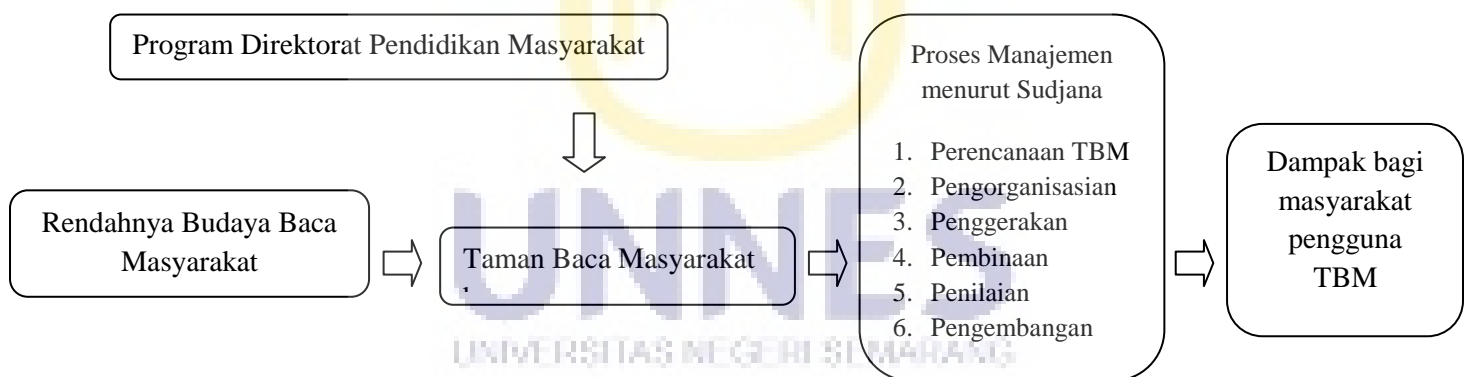 Program Direktorat Pendidikan Masyarakat
Rendahnya Budaya Baca
Masyarakat
Taman Baca Masyarakat
Proses Manajemen
menurut Sudjana
1. Perencanaan TBM
2. Pengorganisasian
3. Penggerakan
4. Pembinaan
5. Penilaian
6. Pengembangan
Dampak bagi
masyarakat
pengguna
TBM
UNNES
UNIVERSITAS NEGERI SEMARANG